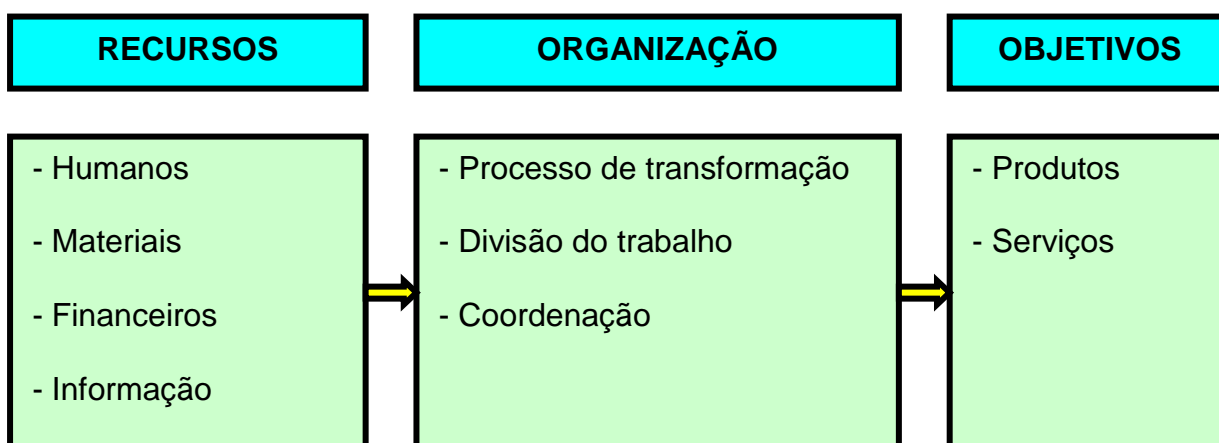 RECURSOS
ORGANIZAÇÃO
OBJETIVOS
- Humanos
- Materiais
- Financeiros
- Informação
- Processo de transformação
- Divisão do trabalho
- Coordenação
- Produtos
- Serviços